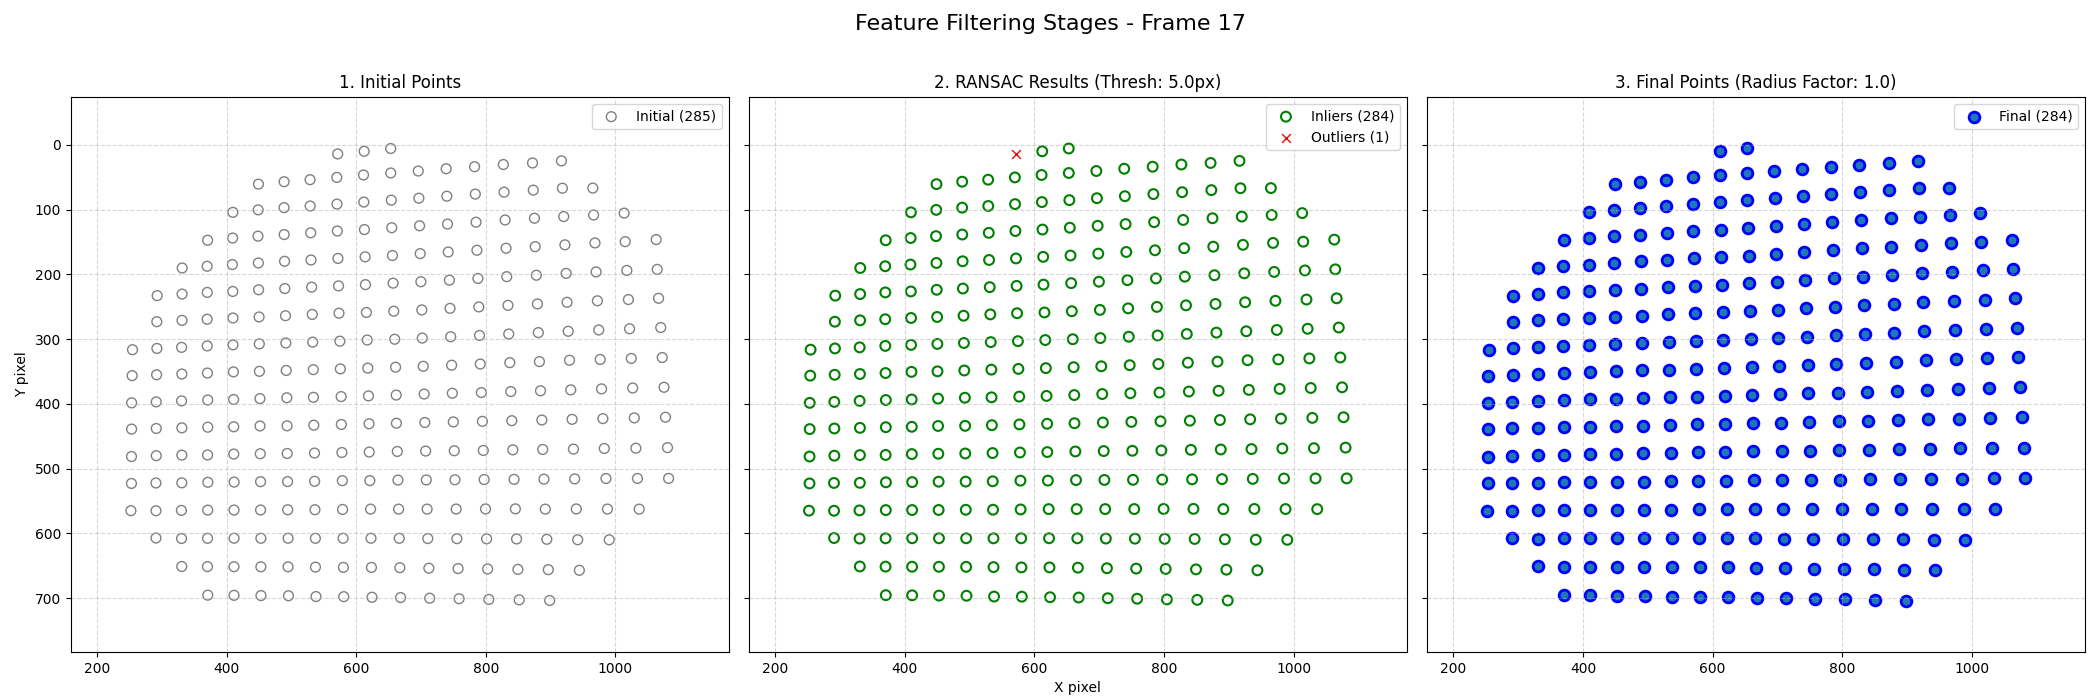 Feature Filtering Stages - Frame 17
1. Initial Points
Initial (285)
Y pixel
0
100
200
300
400
500
600
700
200
400
600
800
1000
2. RANSAC Results (Thresh: 5.0px)
Inliers (284)
Outliers (1)
200
400
600
800
1000
X pixel
3. Final Points (Radius Factor: 1.0)
Final (284)
200
400
600
800
1000